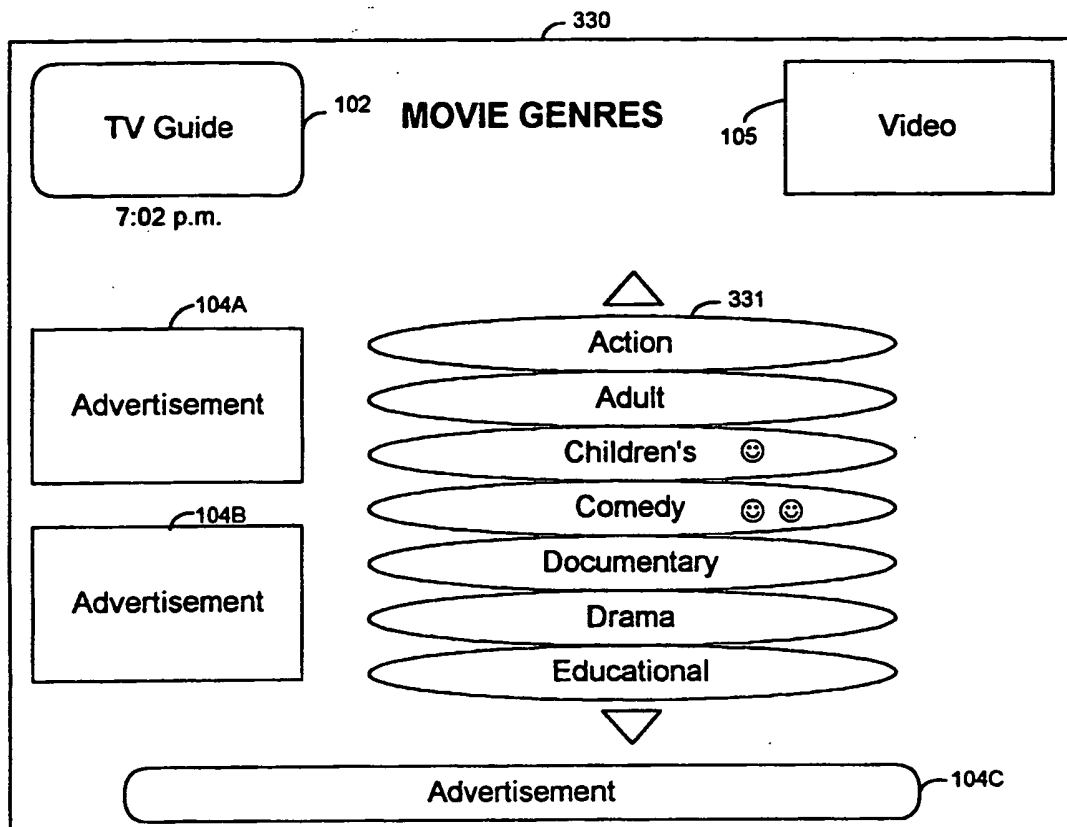 330
TV Guide
102
MOVIE GENRES
105
Video
7:02 p.m.
104A
Advertisement
104B
Advertisement
331
Action
Adult
Children's
Comedy
Documentary
Drama
Educational
Advertisement
104C